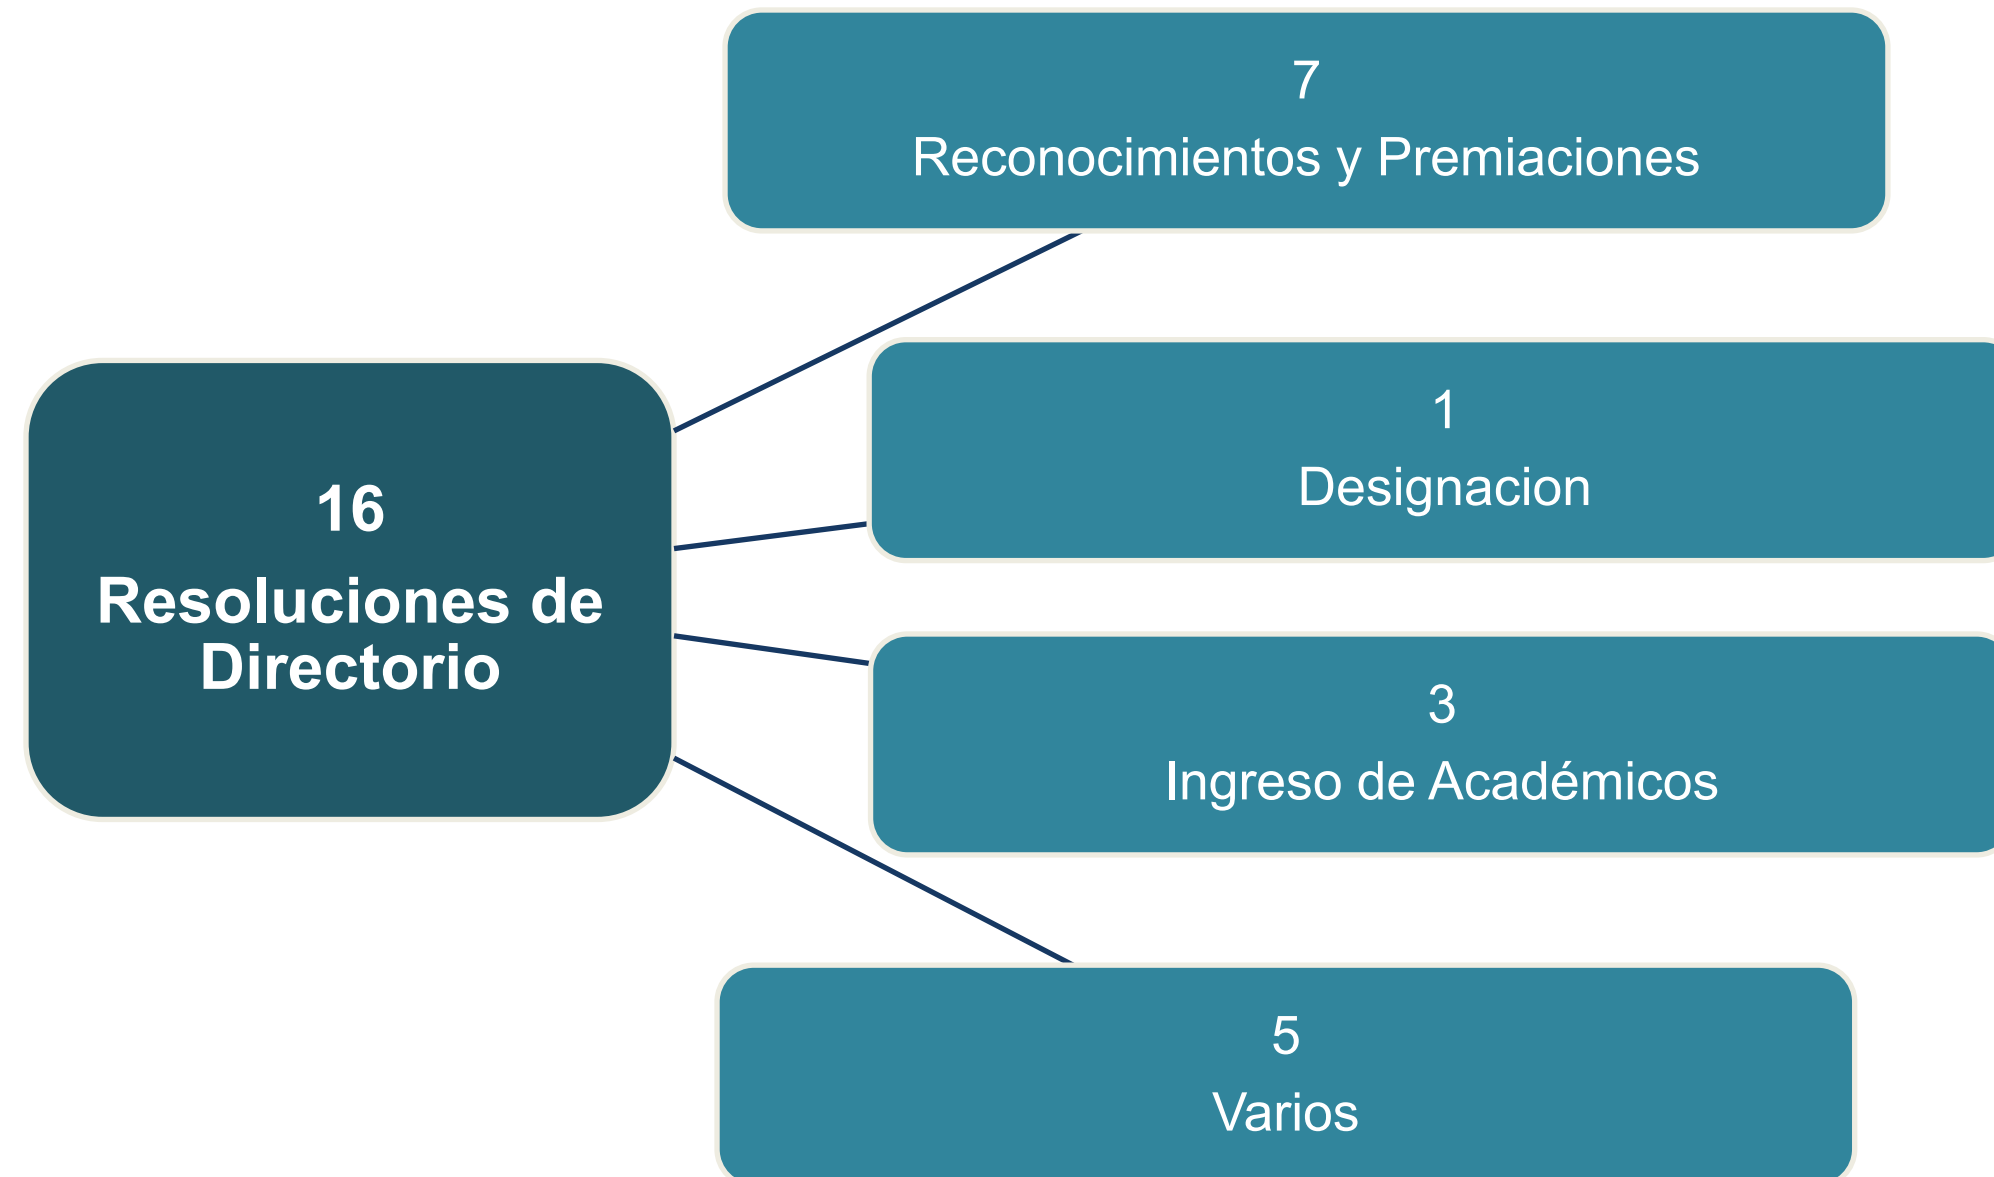 7
Reconocimientos y Premiaciones
1
Designacion
16
Resoluciones de
Directorio
3
Ingreso de Académicos
5
Varios